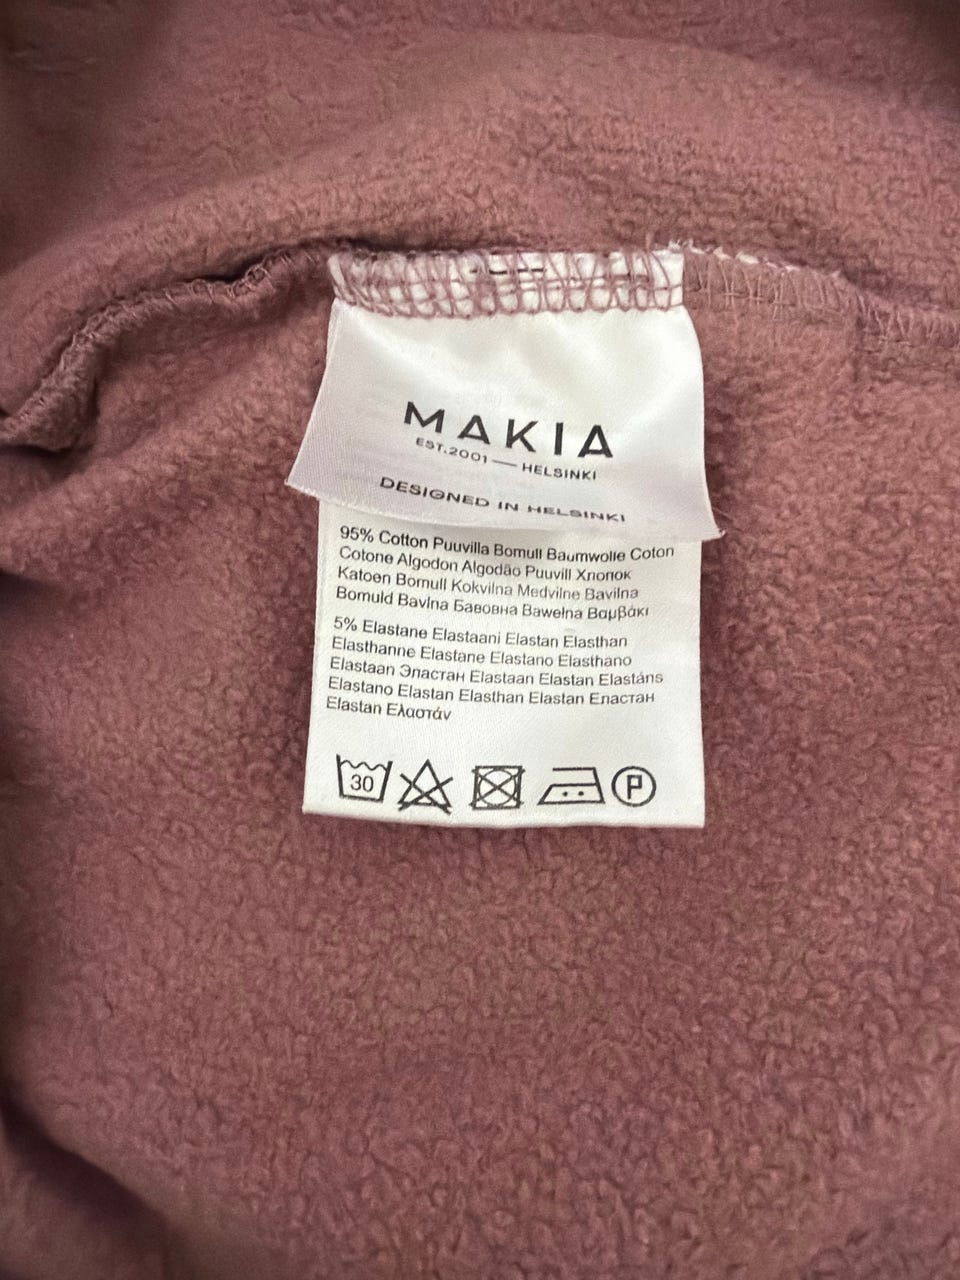 MAKIA
EST.2001 — HELSINKI
DESIGNED IN HELSINKI
95% Cotton Puuvilla Bomull Baumwolle Coton
Cotone Algodon Algodão Puuvill Хлопок
Katoen Bomull Kokvilna Medvilne Bavilna
Bomuld Bavlna Бавовна Bawełna Βαμβάκι
5% Elastane Elastaani Elastan Elasthan
Elasthanne Elastane Elastano Elasthano
Elastaan Эластан Elastaan Elastan Elastáns
Elastano Elastan Elasthan Elastan Еластан
Elastan Ελαστάν
30 P